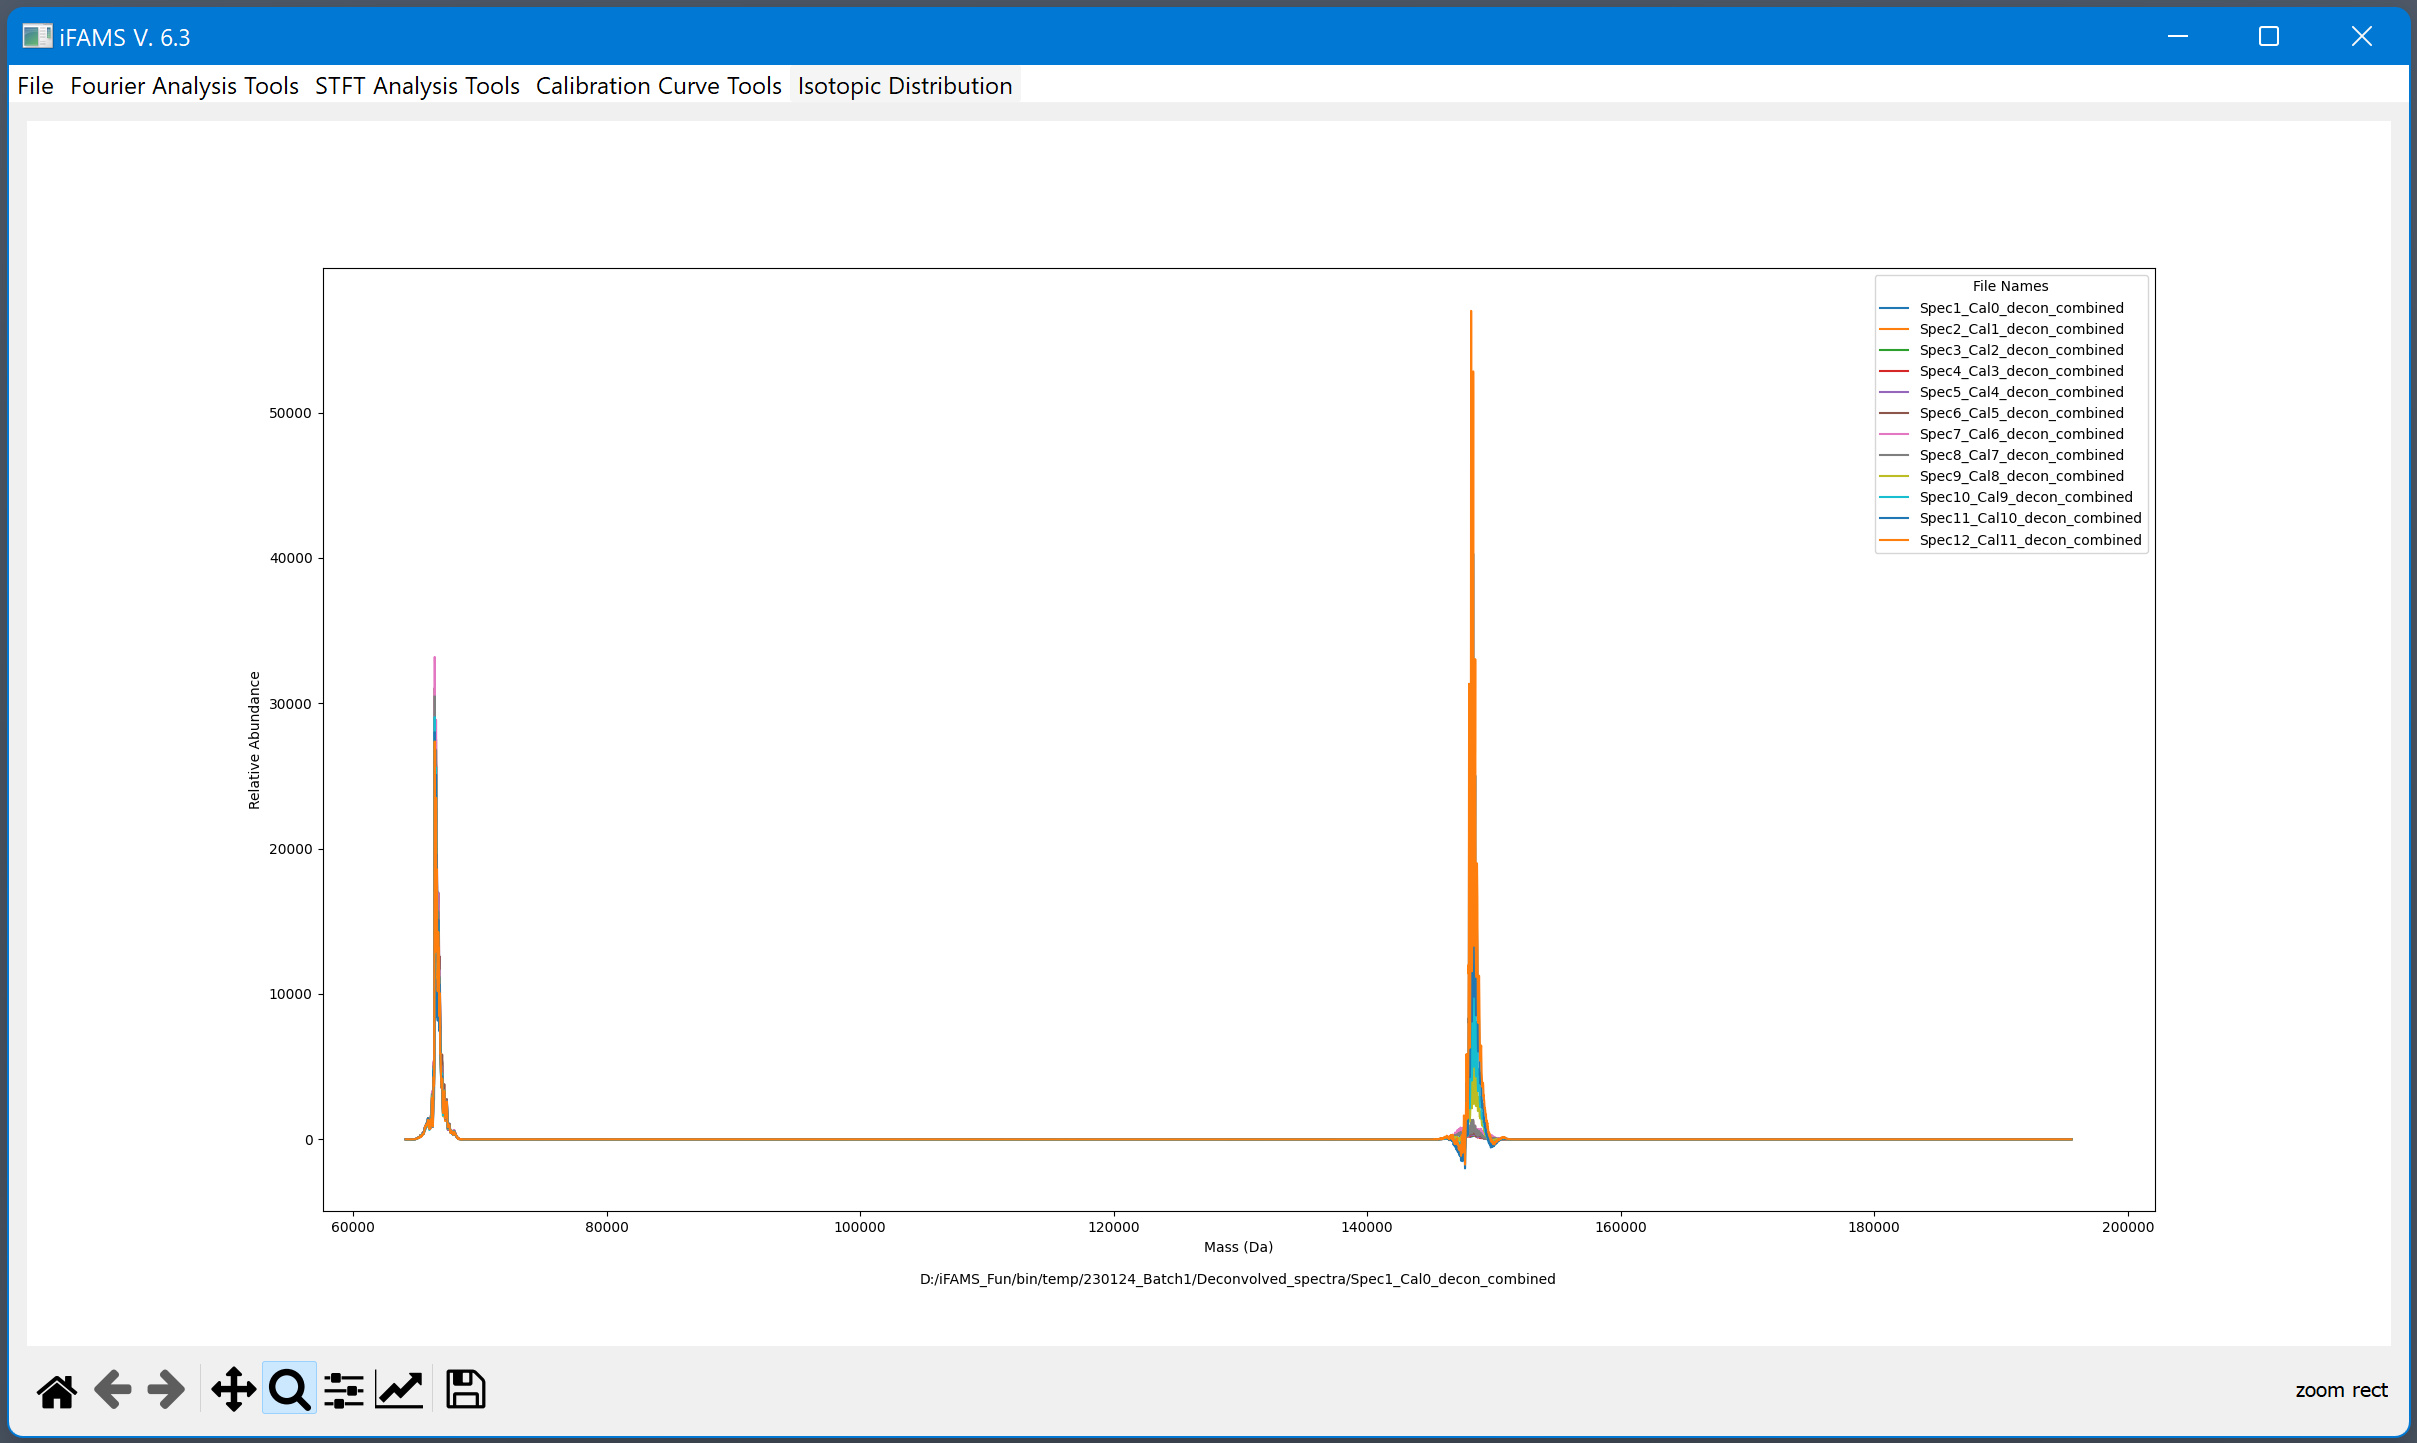 iFAMS V. 6.3
File Fourier Analysis Tools STFT Analysis Tools Calibration Curve Tools Isotopic Distribution
File Names
Spec1_Cal0_decon_combined
Spec2_Cal1_decon_combined
Spec3_Cal2_decon_combined
Spec4_Cal3_decon_combined
Spec5_Cal4_decon_combined
Spec6_Cal5_decon_combined
Spec7_Cal6_decon_combined
Spec8_Cal7_decon_combined
Spec9_Cal8_decon_combined
Spec10_Cal9_decon_combined
Spec11_Cal10_decon_combined
Spec12_Cal11_decon_combined
50000
40000
30000
20000
10000
0
Relative Abundance
60000 80000 100000 120000 140000 160000 180000 200000
Mass (Da)
D:/iFAMS_Fun/bin/temp/230124_Batch1/Deconvolved_spectra/Spec1_Cal0_decon_combined
zoom rect